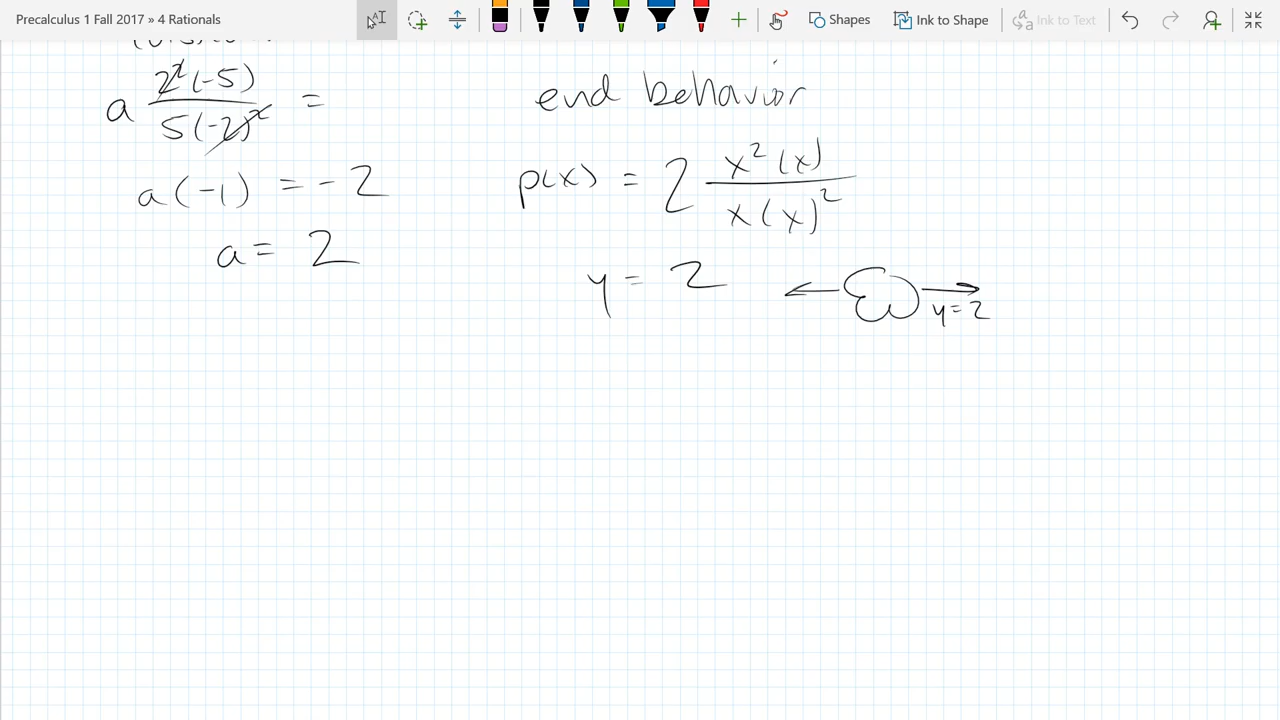 Precalculus 1 Fall 2017 » 4 Rationals
Shapes
Ink to Shape
Ink to Text
a 2²(-5) / 5(-2)² =
a(-1) = -2
a = 2
end behavior
p(x) = 2 x²(x) / x(x)²
y = 2
y = 2